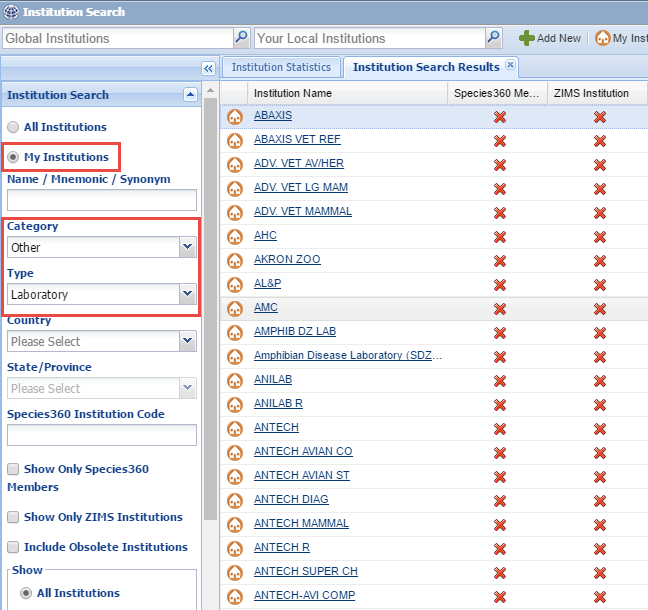 Institution Search
Global Institutions
Your Local Institutions
Add New
My Inst
Institution Search
All Institutions
My Institutions
Name / Mnemonic / Synonym
Category
Other
Type
Laboratory
Country
Please Select
State/Province
Please Select
Species360 Institution Code
Show Only Species360
Members
Show Only ZIMS Institutions
Include Obsolete Institutions
Show
All Institutions
Institution Statistics
Institution Search Results
Institution Name
Species360 Me...
ZIMS Institution
ABAXIS
ABAXIS VET REF
ADV. VET AV/HER
ADV. VET LG MAM
ADV. VET MAMMAL
AHC
AKRON ZOO
AL&P
AMC
AMPHIB DZ LAB
Amphibian Disease Laboratory (SDZ...
ANILAB
ANILAB R
ANTECH
ANTECH AVIAN CO
ANTECH AVIAN ST
ANTECH DIAG
ANTECH MAMMAL
ANTECH R
ANTECH SUPER CH
ANTECH-AVI COMP